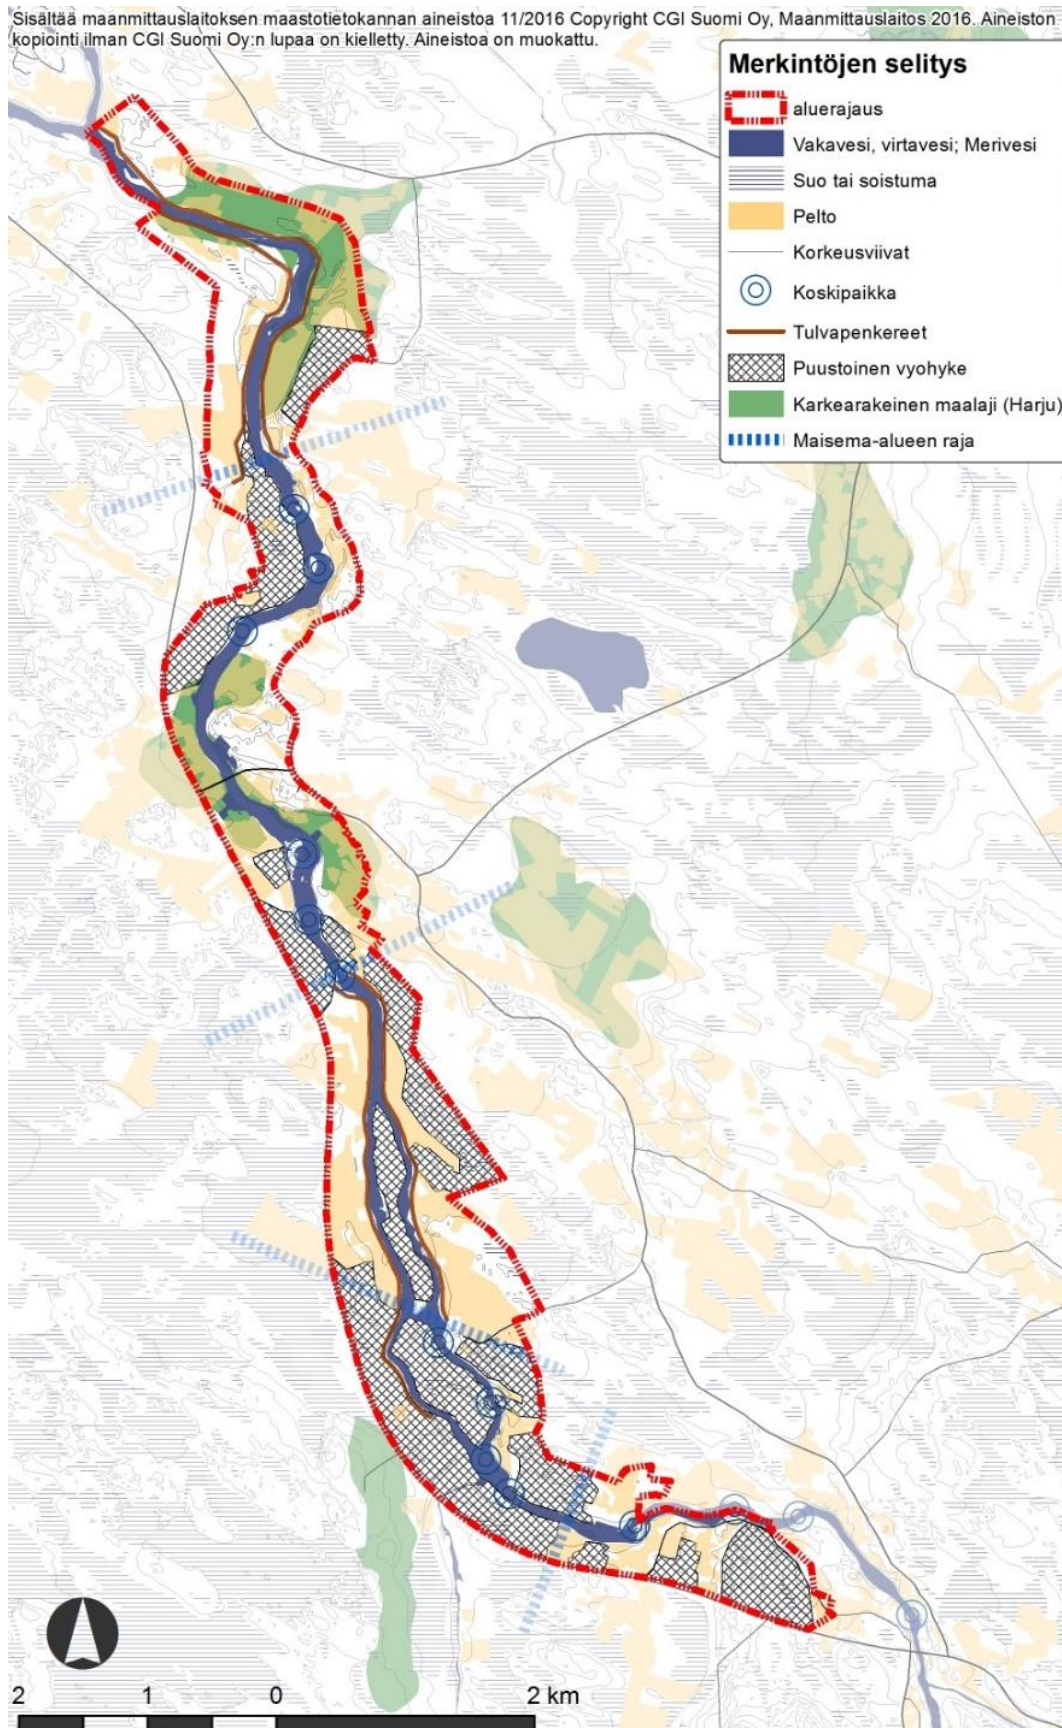 Sisältää maanmittauslaitoksen maastotietokannan aineistoa 11/2016 Copyright CGI Suomi Oy, Maanmittauslaitos 2016. Aineiston
kopiointi ilman CGI Suomi Oy:n lupaa on kielletty. Aineistoa on muokattu.
Merkintöjen selitys
aluerajaus
Vakavesi, virtavesi; Merivesi
Suo tai soistuma
Pelto
Korkeusviivat
Koskipaikka
Tulvapenkereet
Puustoinen vyohyke
Karkearakeinen maalaji (Harju)
Maisema-alueen raja
2 1 0 2 km